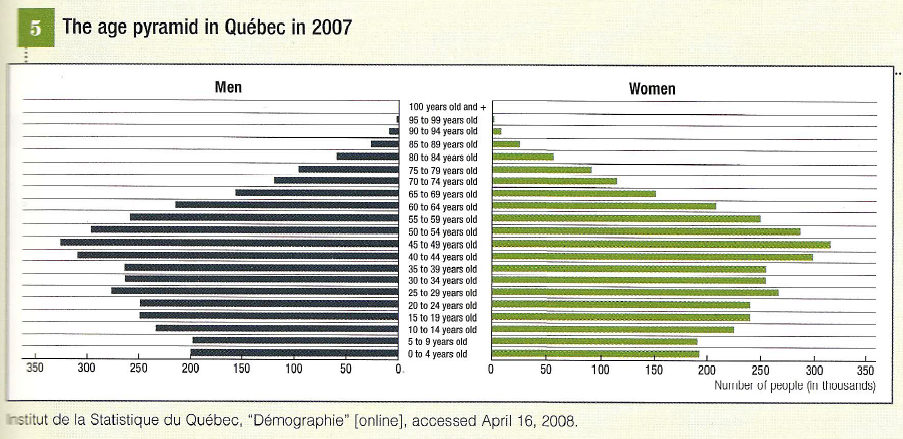 5 The age pyramid in Québec in 2007
Men Women
100 years old and +
95 to 99 years old
90 to 94 years old
85 to 89 years old
80 to 84 years old
75 to 79 years old
70 to 74 years old
65 to 69 years old
60 to 64 years old
55 to 59 years old
50 to 54 years old
45 to 49 years old
40 to 44 years old
35 to 39 years old
30 to 34 years old
25 to 29 years old
20 to 24 years old
15 to 19 years old
10 to 14 years old
5 to 9 years old
0 to 4 years old
350 300 250 200 150 100 50 0 0 50 100 150 200 250 300 350
Number of people (in thousands)
Institut de la Statistique du Québec, "Démographie" [online], accessed April 16, 2008.